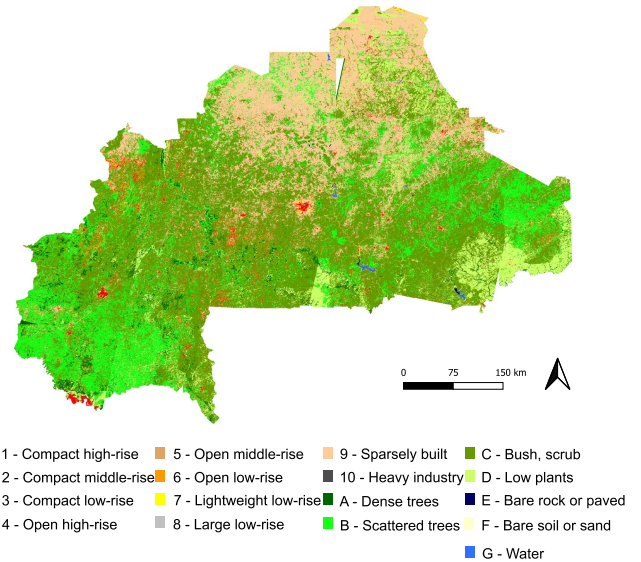 0 75 150 km
1 - Compact high-rise
2 - Compact middle-rise
3 - Compact low-rise
4 - Open high-rise
5 - Open middle-rise
6 - Open low-rise
7 - Lightweight low-rise
8 - Large low-rise
9 - Sparsely built
10 - Heavy industry
A - Dense trees
B - Scattered trees
C - Bush, scrub
D - Low plants
E - Bare rock or paved
F - Bare soil or sand
G - Water